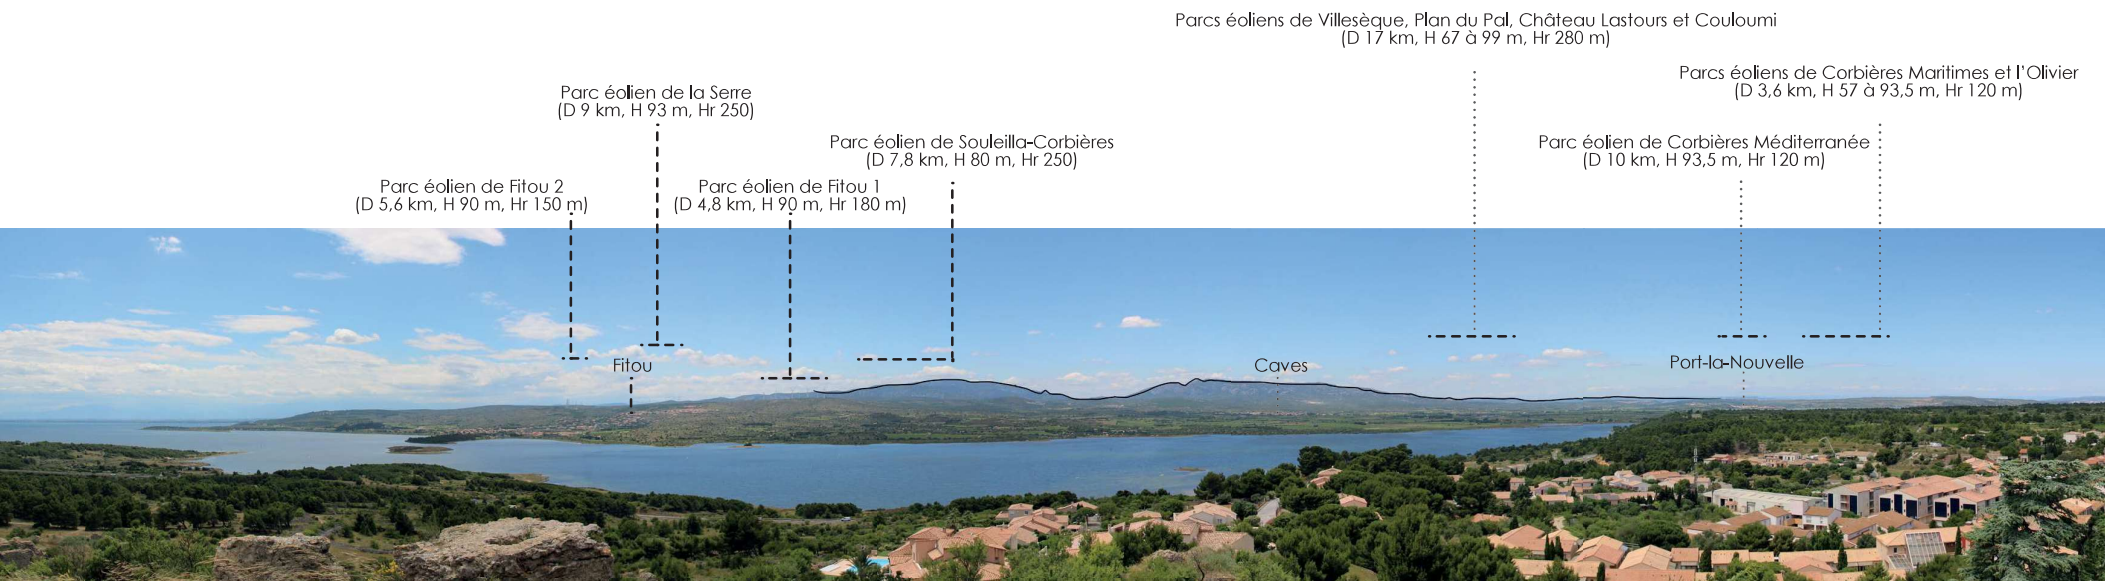 Parcs éoliens de Villesèque, Plan du Pal, Château Lastours et Couloumi
(D 17 km, H 67 à 99 m, Hr 280 m)
Parcs éoliens de Corbières Maritimes et l'Olivier
(D 3,6 km, H 57 à 93,5 m, Hr 120 m)
Parc éolien de la Serre
(D 9 km, H 93 m, Hr 250)
Parc éolien de Souleilla-Corbières
(D 7,8 km, H 80 m, Hr 250)
Parc éolien de Corbières Méditerranée
(D 10 km, H 93,5 m, Hr 120 m)
Parc éolien de Fitou 2
(D 5,6 km, H 90 m, Hr 150 m)
Parc éolien de Fitou 1
(D 4,8 km, H 90 m, Hr 180 m)
Fitou
Caves
Port-la-Nouvelle